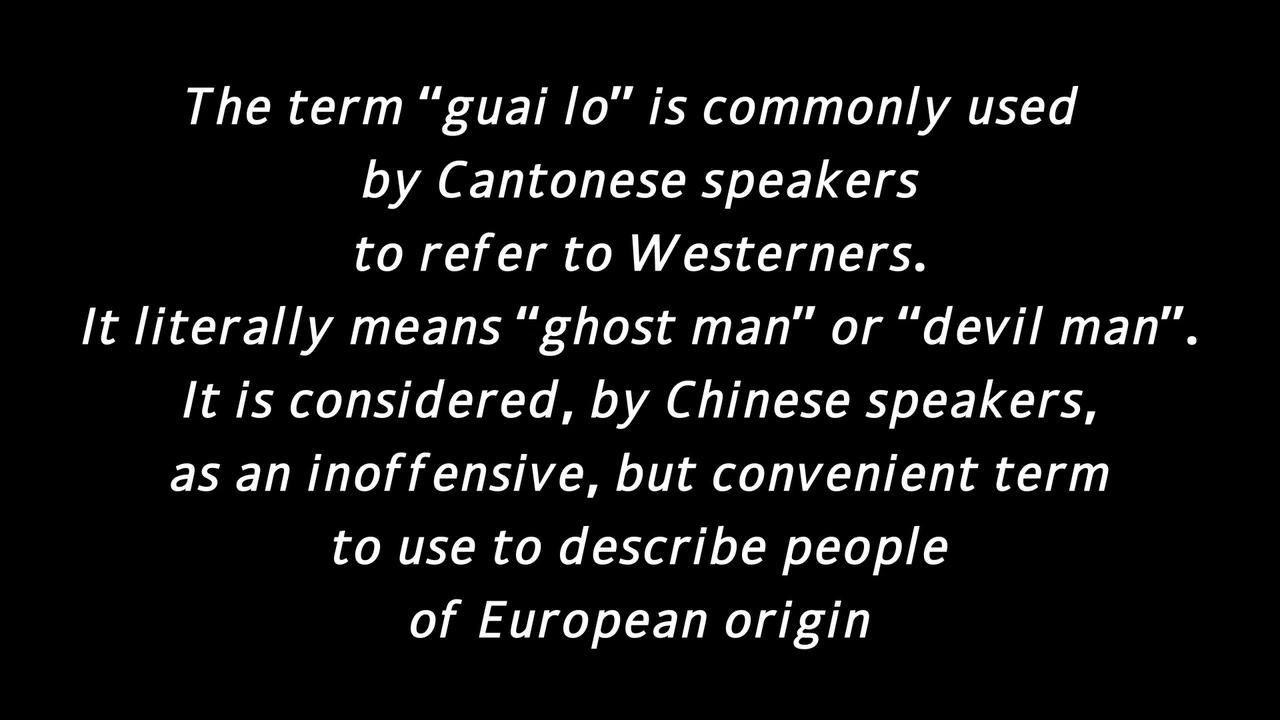 The term “guai lo” is commonly used
by Cantonese speakers
to refer to Westerners.
It literally means “ghost man” or “devil man”.
It is considered, by Chinese speakers,
as an inoffensive, but convenient term
to use to describe people
of European origin